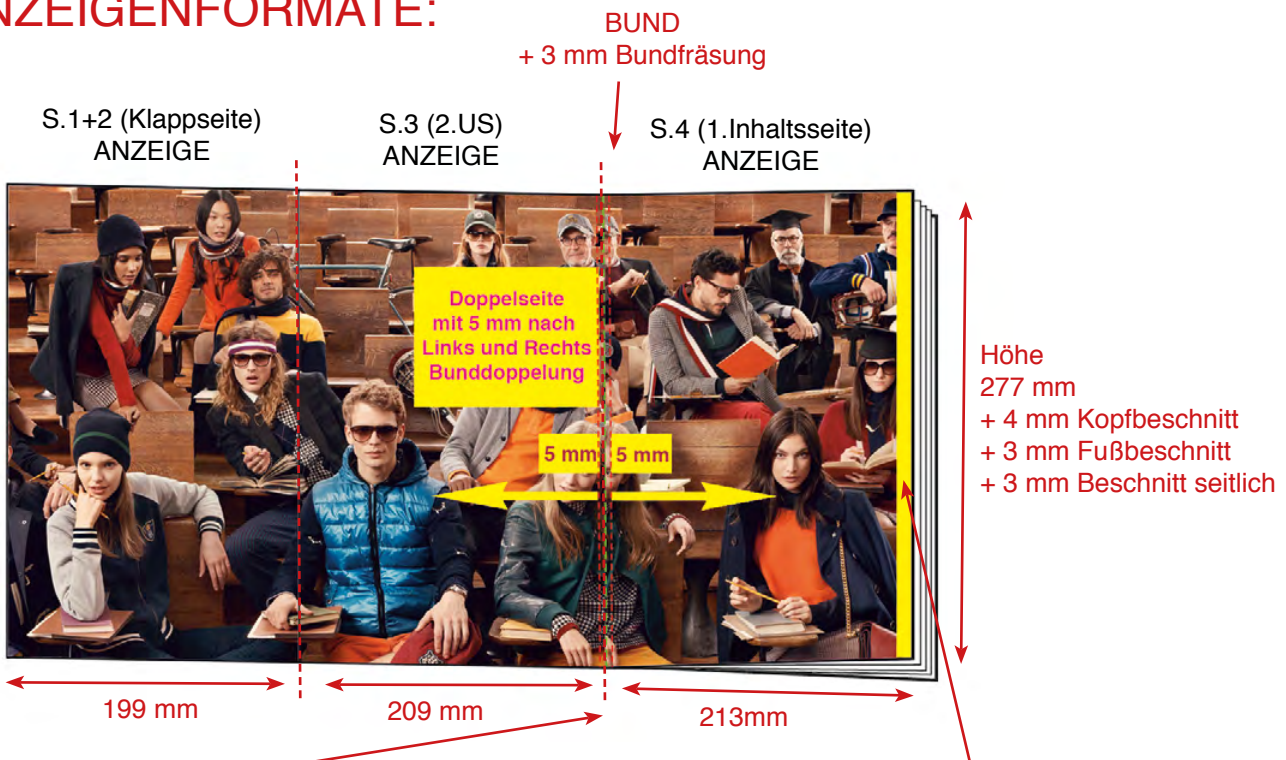 NZEIGENFORMATE:
BUND
+ 3 mm Bundfräsung
S.1+2 (Klappseite)
ANZEIGE
S.3 (2.US)
ANZEIGE
S.4 (1.Inhaltsseite)
ANZEIGE
Doppelseite
mit 5 mm nach
Links und Rechts
Bunddoppelung
5 mm
5 mm
Höhe
277 mm
+ 4 mm Kopfbeschnitt
+ 3 mm Fußbeschnitt
+ 3 mm Beschnitt seitlich
199 mm
209 mm
213mm